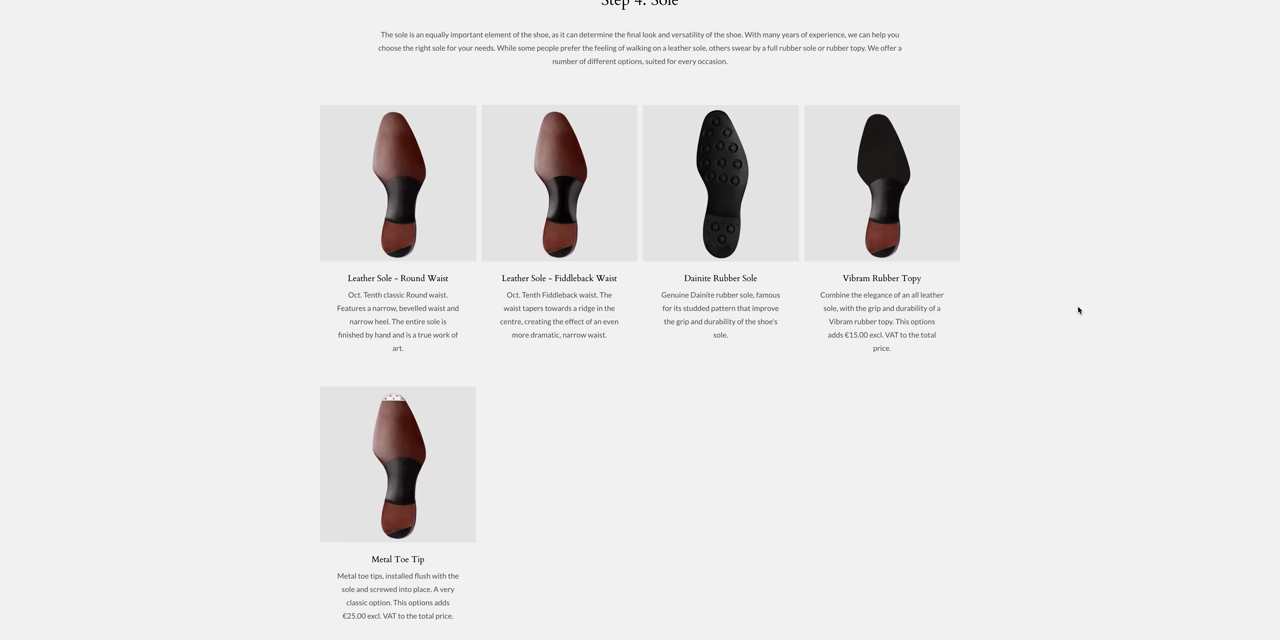 Step 4: Sole
The sole is an equally important element of the shoe, as it can determine the final look and versatility of the shoe. With many years of experience, we can help you
choose the right sole for your needs. While some people prefer the feeling of walking on a leather sole, others swear by a full rubber sole or rubber topy. We offer a
number of different options, suited for every occasion.
Leather Sole - Round Waist
Oct. Tenth classic Round waist.
Features a narrow, bevelled waist and
narrow heel. The entire sole is
finished by hand and is a true work of
art.
Leather Sole - Fiddleback Waist
Oct. Tenth Fiddleback waist. The
waist tapers towards a ridge in the
centre, creating the effect of an even
more dramatic, narrow waist.
Dainite Rubber Sole
Genuine Dainite rubber sole, famous
for its studded pattern that improve
the grip and durability of the shoe's
sole.
Vibram Rubber Topy
Combine the elegance of an all leather
sole, with the grip and durability of a
Vibram rubber topy. This options
adds €15.00 excl. VAT to the total
price.
Metal Toe Tip
Metal toe tips, installed flush with the
sole and screwed into place. A very
classic option. This options adds
€25.00 excl. VAT to the total price.